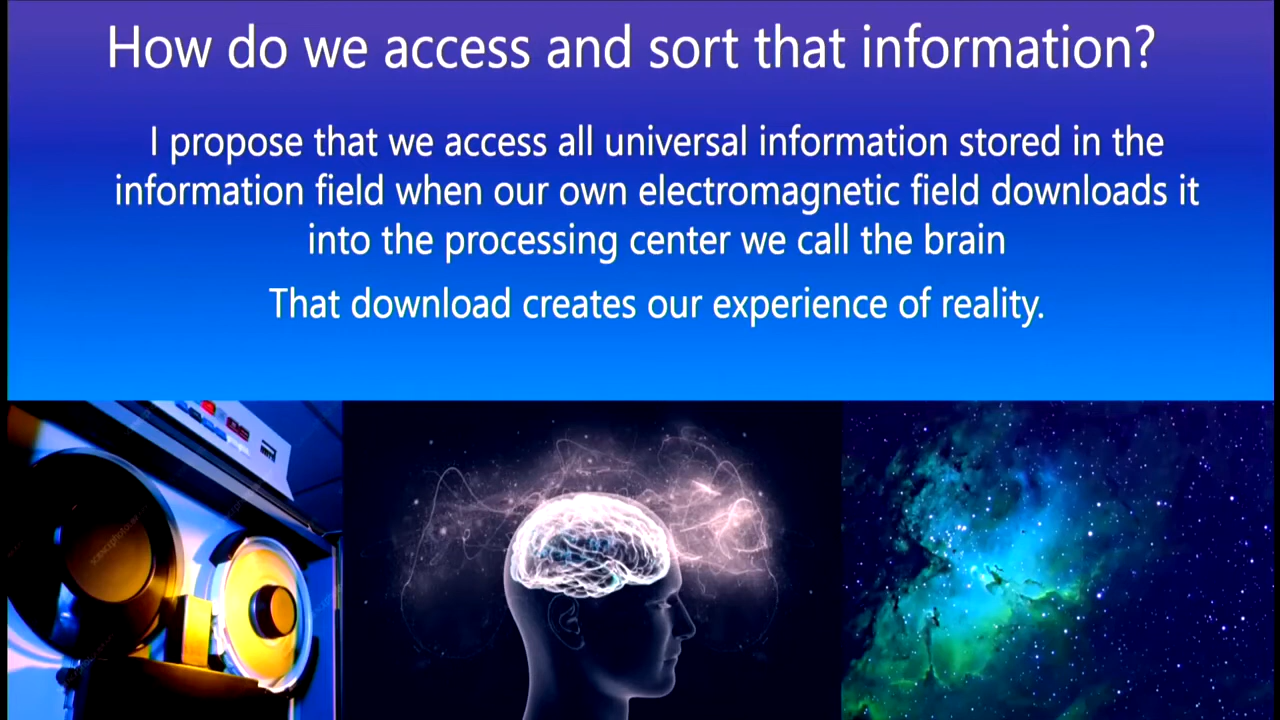 How do we access and sort that information?
I propose that we access all universal information stored in the
information field when our own electromagnetic field downloads it
into the processing center we call the brain
That download creates our experience of reality.